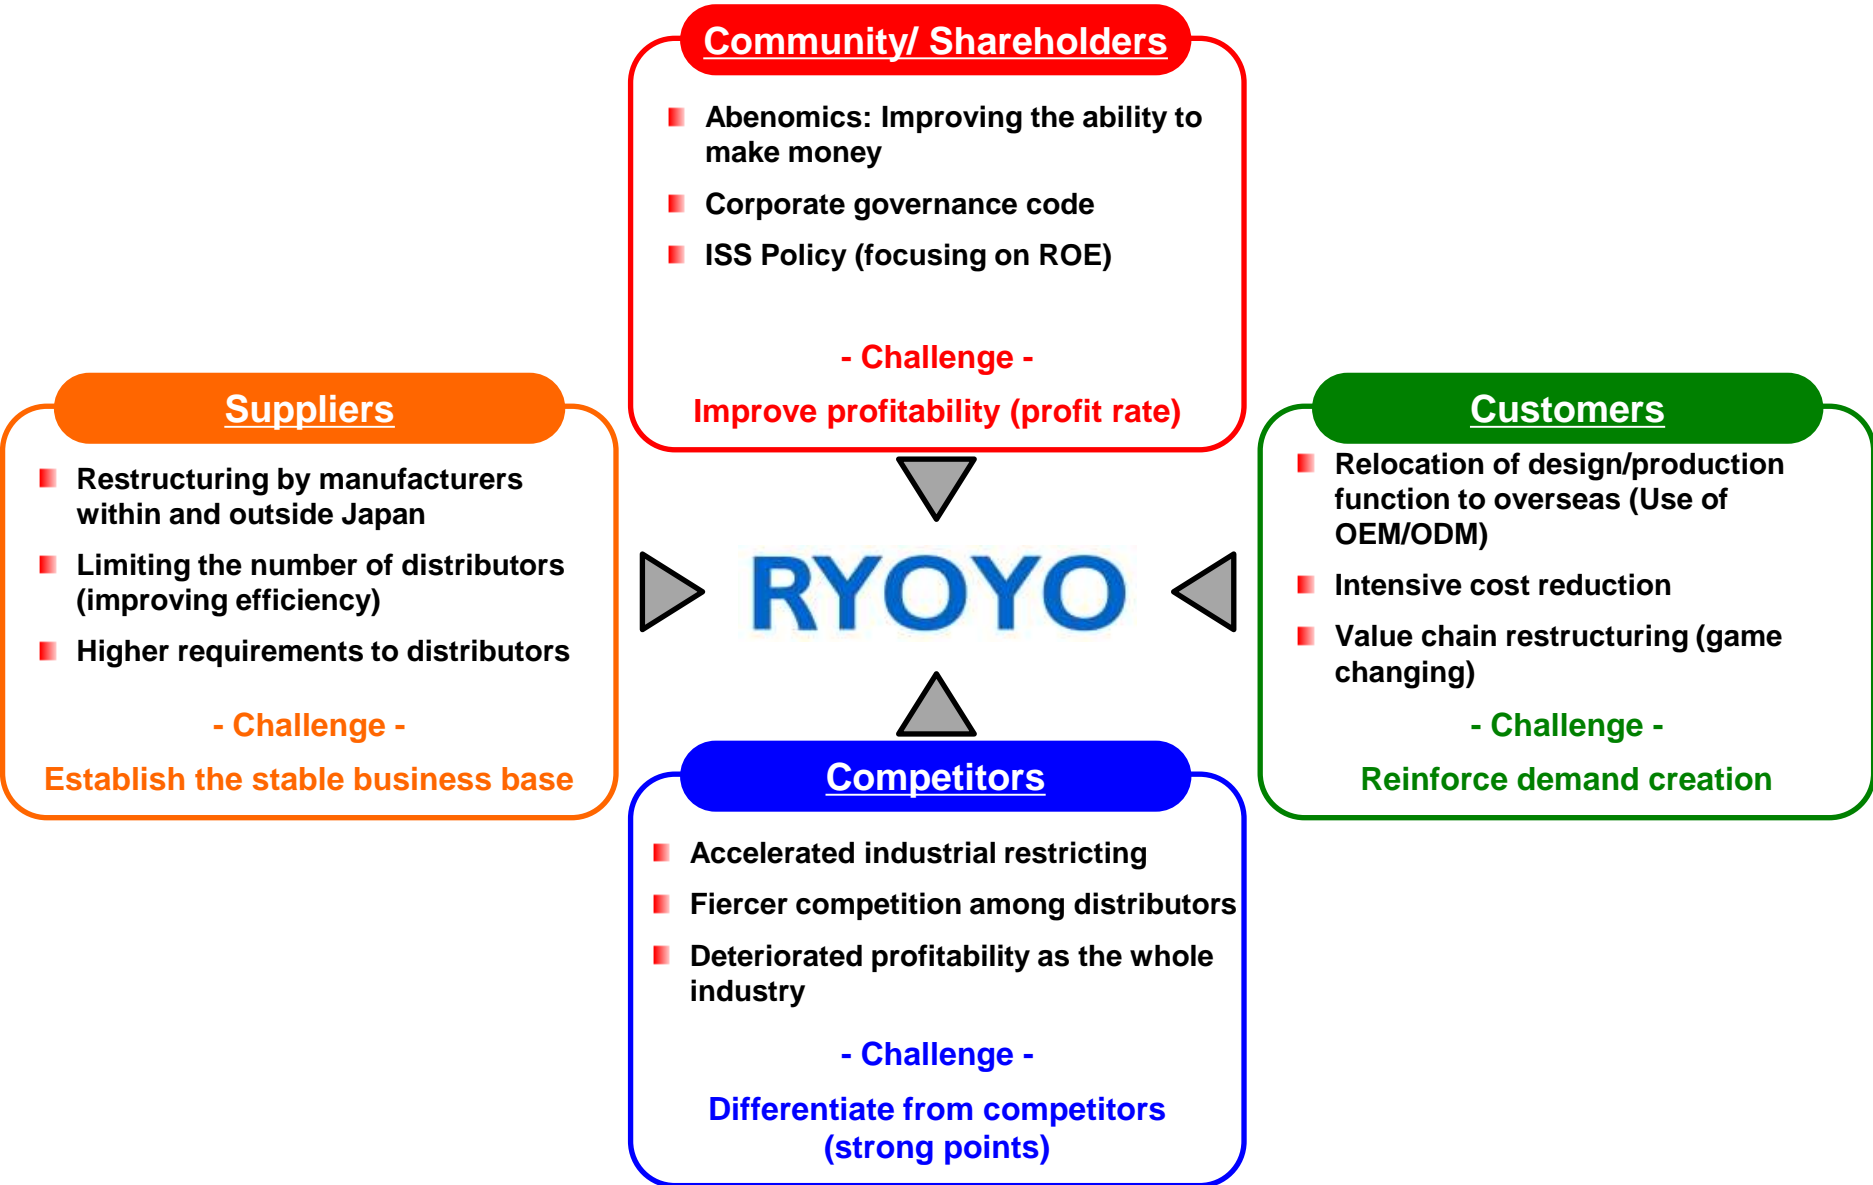 Community/ Shareholders
Abenomics: Improving the ability to
make money
Corporate governance code
ISS Policy (focusing on ROE)
- Challenge -
Improve profitability (profit rate)
Suppliers
Restructuring by manufacturers
within and outside Japan
Limiting the number of distributors
(improving efficiency)
Higher requirements to distributors
- Challenge -
Establish the stable business base
RYOYO
Customers
Relocation of design/production
function to overseas (Use of
OEM/ODM)
Intensive cost reduction
Value chain restructuring (game
changing)
- Challenge -
Reinforce demand creation
Competitors
Accelerated industrial restricting
Fiercer competition among distributors
Deteriorated profitability as the whole
industry
- Challenge -
Differentiate from competitors
(strong points)